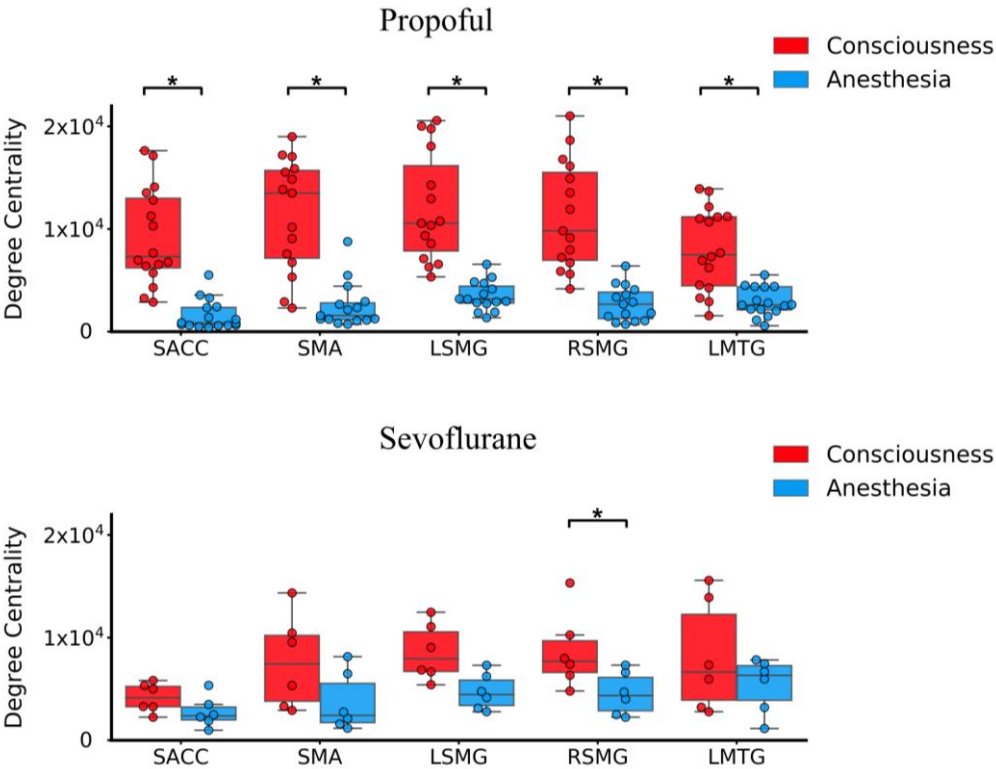 Propoful
Consciousness
Anesthesia
* * * * *
Degree Centrality
2x10⁴
1x10⁴
0
SACC SMA LSMG RSMG LMTG
Sevoflurane
Consciousness
Anesthesia
*
Degree Centrality
2x10⁴
1x10⁴
0
SACC SMA LSMG RSMG LMTG